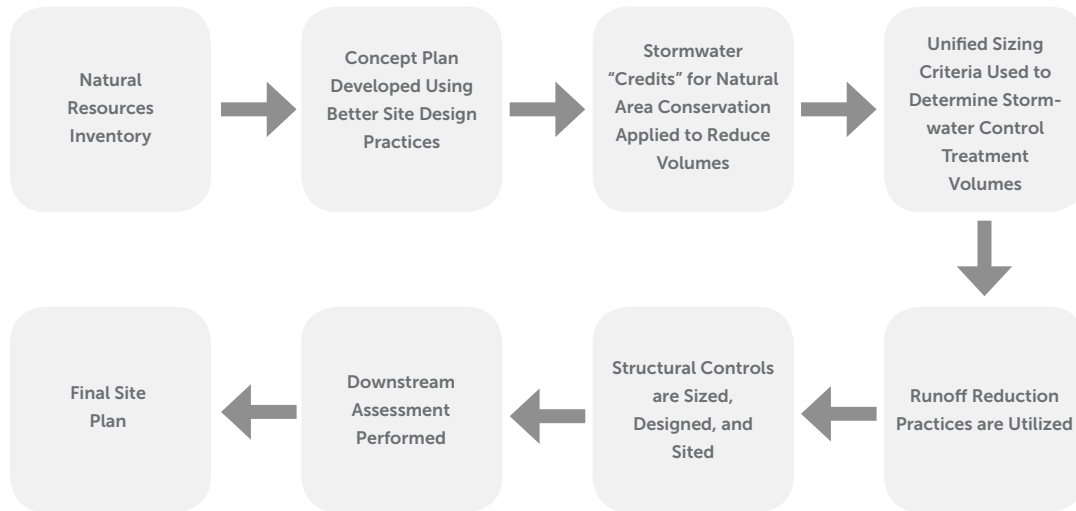 Natural
Resources
Inventory
Concept Plan
Developed Using
Better Site Design
Practices
Stormwater
“Credits” for Natural
Area Conservation
Applied to Reduce
Volumes
Unified Sizing
Criteria Used to
Determine Storm-
water Control
Treatment
Volumes
Runoff Reduction
Practices are Utilized
Structural Controls
are Sized,
Designed, and
Sited
Downstream
Assessment
Performed
Final Site
Plan